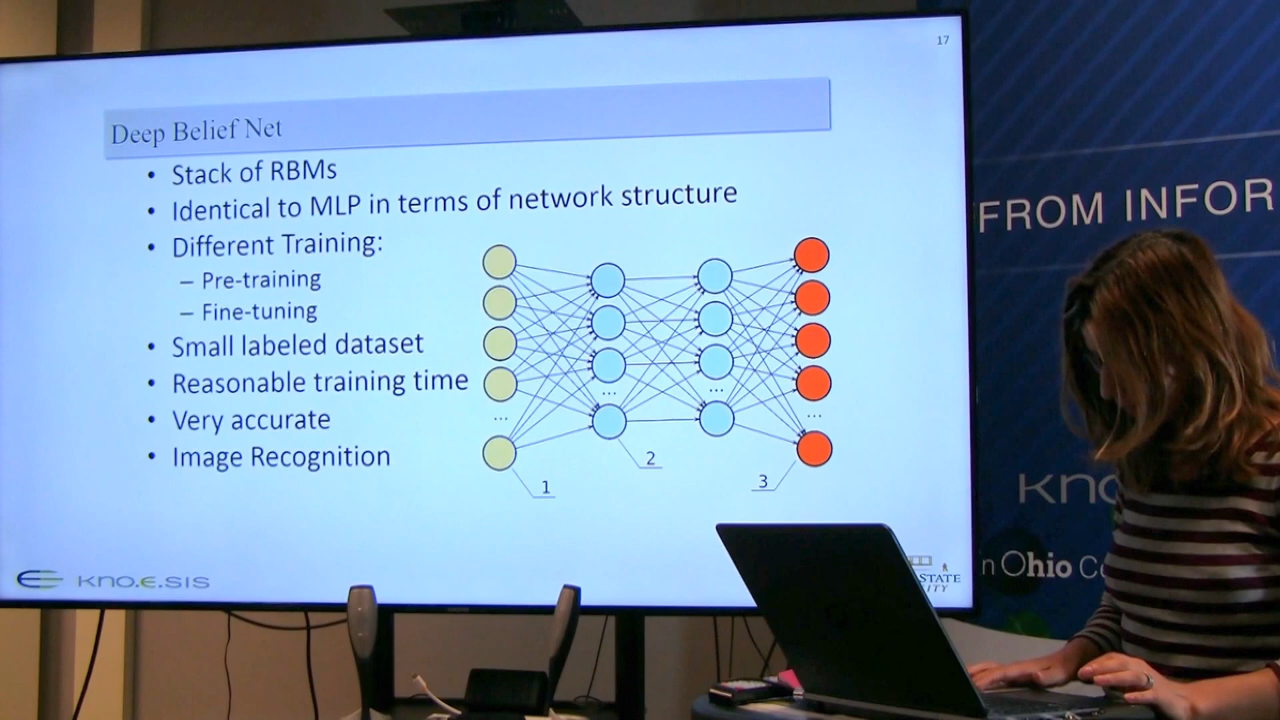 17
Deep Belief Net
• Stack of RBMs
• Identical to MLP in terms of network structure
• Different Training:
– Pre-training
– Fine-tuning
• Small labeled dataset
• Reasonable training time
• Very accurate
• Image Recognition
...
...
...
...
1
2
3
kno.e.sis
STATE
FROM INFOR
kno
Ohio